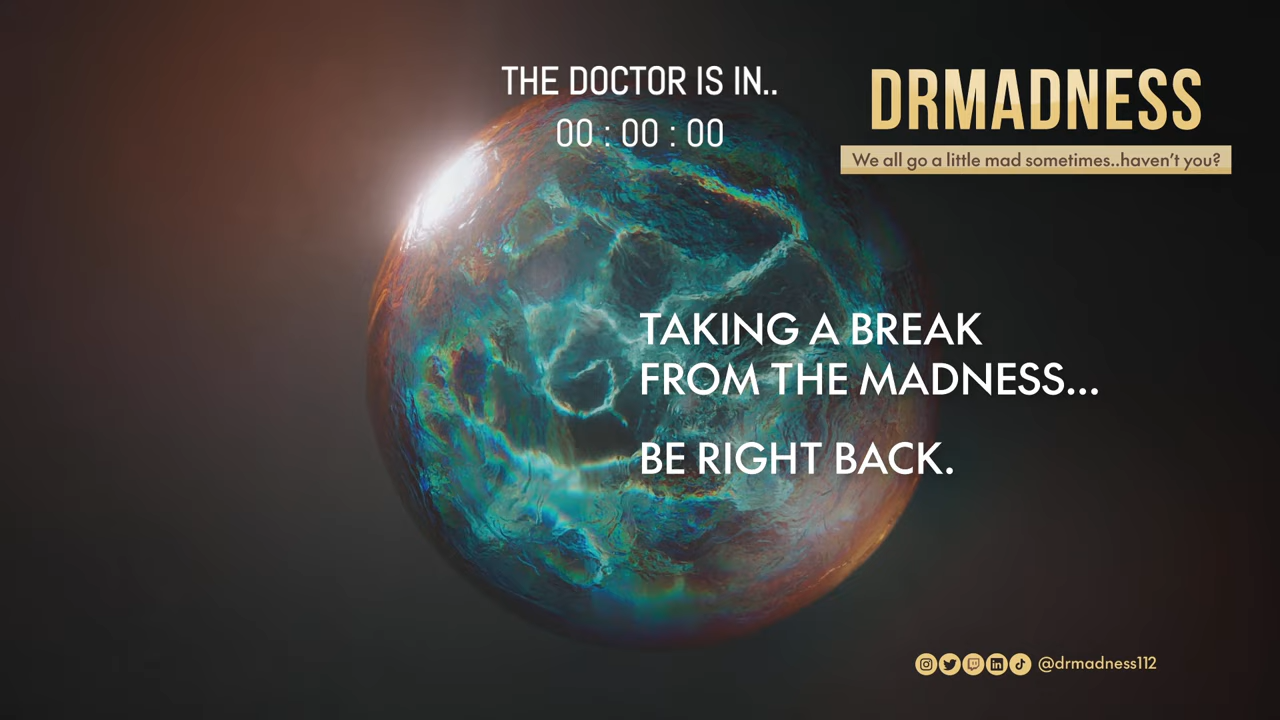 THE DOCTOR IS IN..
00 : 00 : 00
DRMADNESS
We all go a little mad sometimes..haven't you?
TAKING A BREAK
FROM THE MADNESS...
BE RIGHT BACK.
@drmadness112